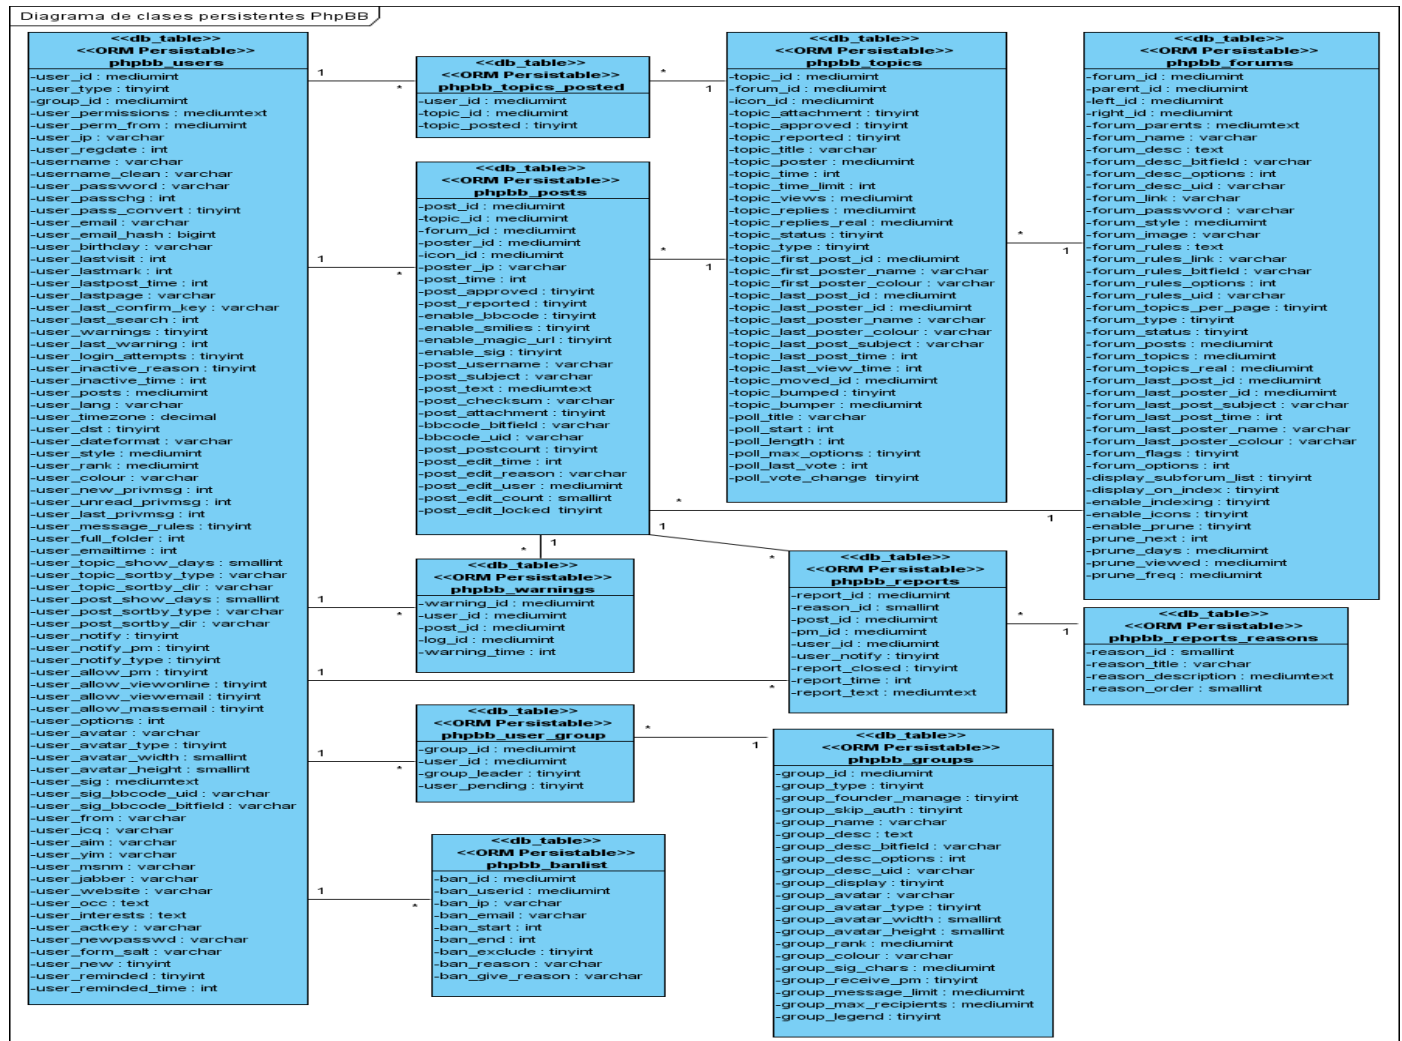 Diagrama de clases persistentes PhpBB
<<db_table>>
<<ORM Persistable>>
phpbb_users
-user_id : mediumint
-user_type : tinyint
-group_id : mediumint
-user_permissions : mediumtext
-user_perm_from : mediumint
-user_ip : varchar
-user_regdate : int
-username : varchar
-username_clean : varchar
-user_password : varchar
-user_passchg : int
-user_pass_convert : tinyint
-user_email : varchar
-user_email_hash : bigint
-user_birthday : varchar
-user_lastvisit : int
-user_lastmark : int
-user_lastpost_time : int
-user_lastpage : varchar
-user_last_confirm_key : varchar
-user_last_search : int
-user_warnings : tinyint
-user_last_warning : int
-user_login_attempts : tinyint
-user_inactive_reason : tinyint
-user_inactive_time : int
-user_posts : mediumint
-user_lang : varchar
-user_timezone : decimal
-user_dst : tinyint
-user_dateformat : varchar
-user_style : mediumint
-user_rank : mediumint
-user_colour : varchar
-user_new_privmsg : int
-user_unread_privmsg : int
-user_last_privmsg : int
-user_message_rules : tinyint
-user_full_folder : int
-user_emailtime : int
-user_topic_show_days : smallint
-user_topic_sortby_type : varchar
-user_topic_sortby_dir : varchar
-user_post_show_days : smallint
-user_post_sortby_type : varchar
-user_post_sortby_dir : varchar
-user_notify : tinyint
-user_notify_pm : tinyint
-user_notify_type : tinyint
-user_allow_pm : tinyint
-user_allow_viewonline : tinyint
-user_allow_viewemail : tinyint
-user_allow_massemail : tinyint
-user_options : int
-user_avatar : varchar
-user_avatar_type : tinyint
-user_avatar_width : smallint
-user_avatar_height : smallint
-user_sig : mediumtext
-user_sig_bbcode_uid : varchar
-user_sig_bbcode_bitfield : varchar
-user_from : varchar
-user_icq : varchar
-user_aim : varchar
-user_yim : varchar
-user_msnm : varchar
-user_jabber : varchar
-user_website : varchar
-user_occ : text
-user_interests : text
-user_actkey : varchar
-user_newpasswd : varchar
-user_form_salt : varchar
-user_new : tinyint
-user_reminded : tinyint
-user_reminded_time : int
1
*
1
*
1
*
1
*
1
*
1
*
<<db_table>>
<<ORM Persistable>>
phpbb_topics_posted
-user_id : mediumint
-topic_id : mediumint
-topic_posted : tinyint
*
1
<<db_table>>
<<ORM Persistable>>
phpbb_posts
-post_id : mediumint
-topic_id : mediumint
-forum_id : mediumint
-poster_id : mediumint
-icon_id : mediumint
-poster_ip : varchar
-post_time : int
-post_approved : tinyint
-post_reported : tinyint
-enable_bbcode : tinyint
-enable_smilies : tinyint
-enable_magic_url : tinyint
-enable_sig : tinyint
-post_username : varchar
-post_subject : varchar
-post_text : mediumtext
-post_checksum : varchar
-post_attachment : tinyint
-bbcode_bitfield : varchar
-bbcode_uid : varchar
-post_postcount : tinyint
-post_edit_time : int
-post_edit_reason : varchar
-post_edit_user : mediumint
-post_edit_count : smallint
-post_edit_locked tinyint
*
1
*
1
1
*
1
*
<<db_table>>
<<ORM Persistable>>
phpbb_warnings
-warning_id : mediumint
-user_id : mediumint
-post_id : mediumint
-log_id : mediumint
-warning_time : int
<<db_table>>
<<ORM Persistable>>
phpbb_user_group
-group_id : mediumint
-user_id : mediumint
-group_leader : tinyint
-user_pending : tinyint
*
1
<<db_table>>
<<ORM Persistable>>
phpbb_banlist
-ban_id : mediumint
-ban_userid : mediumint
-ban_ip : varchar
-ban_email : varchar
-ban_start : int
-ban_end : int
-ban_exclude : tinyint
-ban_reason : varchar
-ban_give_reason : varchar
<<db_table>>
<<ORM Persistable>>
phpbb_topics
-topic_id : mediumint
-forum_id : mediumint
-icon_id : mediumint
-topic_attachment : tinyint
-topic_approved : tinyint
-topic_reported : tinyint
-topic_title : varchar
-topic_poster : mediumint
-topic_time : int
-topic_time_limit : int
-topic_views : mediumint
-topic_replies : mediumint
-topic_replies_real : mediumint
-topic_status : tinyint
-topic_type : tinyint
-topic_first_post_id : mediumint
-topic_first_poster_name : varchar
-topic_first_poster_colour : varchar
-topic_last_post_id : mediumint
-topic_last_poster_id : mediumint
-topic_last_poster_name : varchar
-topic_last_poster_colour : varchar
-topic_last_post_subject : varchar
-topic_last_post_time : int
-topic_last_view_time : int
-topic_moved_id : mediumint
-topic_bumped : tinyint
-topic_bumper : mediumint
-poll_title : varchar
-poll_start : int
-poll_length : int
-poll_max_options : tinyint
-poll_last_vote : int
-poll_vote_change tinyint
*
1
<<db_table>>
<<ORM Persistable>>
phpbb_reports
-report_id : mediumint
-reason_id : smallint
-post_id : mediumint
-pm_id : mediumint
-user_id : mediumint
-user_notify : tinyint
-report_closed : tinyint
-report_time : int
-report_text : mediumtext
*
1
<<db_table>>
<<ORM Persistable>>
phpbb_groups
-group_id : mediumint
-group_type : tinyint
-group_founder_manage : tinyint
-group_skip_auth : tinyint
-group_name : varchar
-group_desc : text
-group_desc_bitfield : varchar
-group_desc_options : int
-group_desc_uid : varchar
-group_display : tinyint
-group_avatar : varchar
-group_avatar_type : tinyint
-group_avatar_width : smallint
-group_avatar_height : smallint
-group_rank : mediumint
-group_colour : varchar
-group_sig_chars : mediumint
-group_receive_pm : tinyint
-group_message_limit : mediumint
-group_max_recipients : mediumint
-group_legend : tinyint
<<db_table>>
<<ORM Persistable>>
phpbb_forums
-forum_id : mediumint
-parent_id : mediumint
-left_id : mediumint
-right_id : mediumint
-forum_parents : mediumtext
-forum_name : varchar
-forum_desc : text
-forum_desc_bitfield : varchar
-forum_desc_options : int
-forum_desc_uid : varchar
-forum_link : varchar
-forum_password : varchar
-forum_style : mediumint
-forum_image : varchar
-forum_rules : text
-forum_rules_link : varchar
-forum_rules_bitfield : varchar
-forum_rules_options : int
-forum_rules_uid : varchar
-forum_topics_per_page : tinyint
-forum_type : tinyint
-forum_status : tinyint
-forum_posts : mediumint
-forum_topics : mediumint
-forum_topics_real : mediumint
-forum_last_post_id : mediumint
-forum_last_poster_id : mediumint
-forum_last_post_subject : varchar
-forum_last_post_time : int
-forum_last_poster_name : varchar
-forum_last_poster_colour : varchar
-forum_flags : tinyint
-forum_options : int
-display_subforum_list : tinyint
-display_on_index : tinyint
-enable_indexing : tinyint
-enable_icons : tinyint
-enable_prune : tinyint
-prune_next : int
-prune_days : mediumint
-prune_viewed : mediumint
-prune_freq : mediumint
<<db_table>>
<<ORM Persistable>>
phpbb_reports_reasons
-reason_id : smallint
-reason_title : varchar
-reason_description : mediumtext
-reason_order : smallint